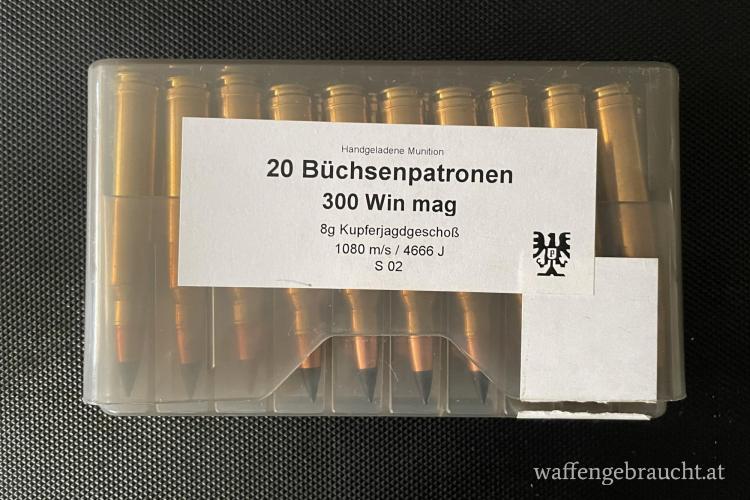 Handgeladene Munition
20 Büchsenpatronen
300 Win mag
8g Kupferjagdgeschoß
1080 m/s / 4666 J
S 02
P
waffengebraucht.at